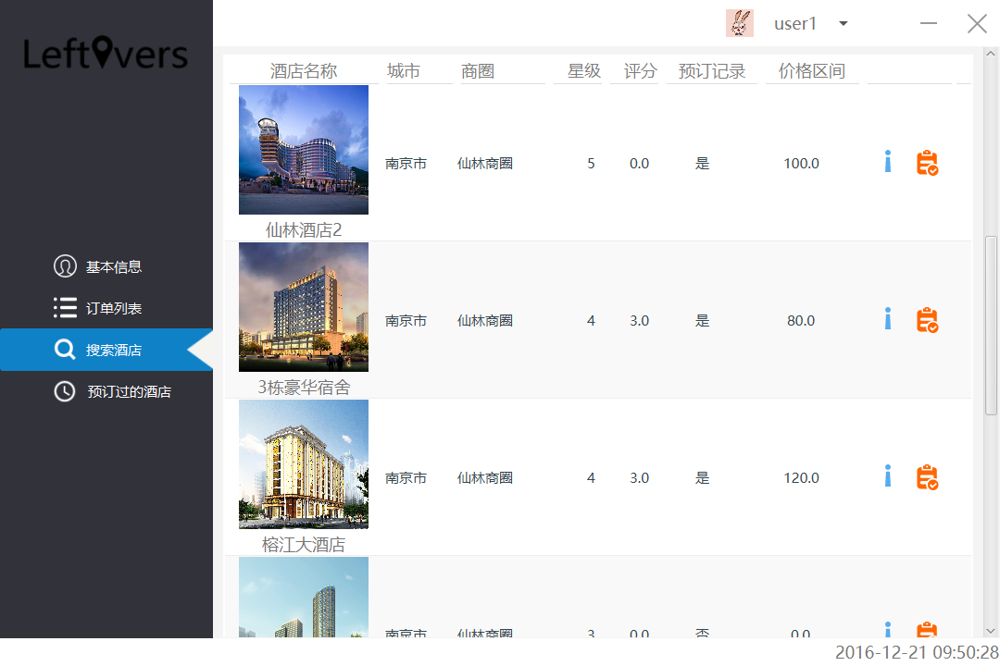 Leftovers
user1
基本信息
订单列表
搜索酒店
预订过的酒店
酒店名称 城市 商圈 星级 评分 预订记录 价格区间
南京市 仙林商圈 5 0.0 是 100.0
仙林酒店2
南京市 仙林商圈 4 3.0 是 80.0
3栋豪华宿舍
南京市 仙林商圈 4 3.0 是 120.0
榕江大酒店
南京市 仙林商圈 3 0.0 否 0.0
2016-12-21 09:50:28